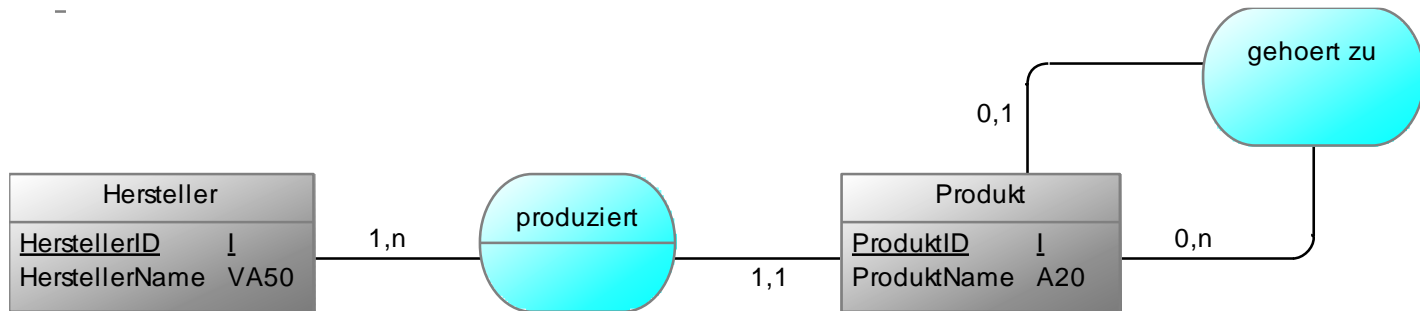 gehoert zu
0,1
Hersteller
HerstellerID I
HerstellerName VA50
1,n
produziert
1,1
Produkt
ProduktID I
ProduktName A20
0,n